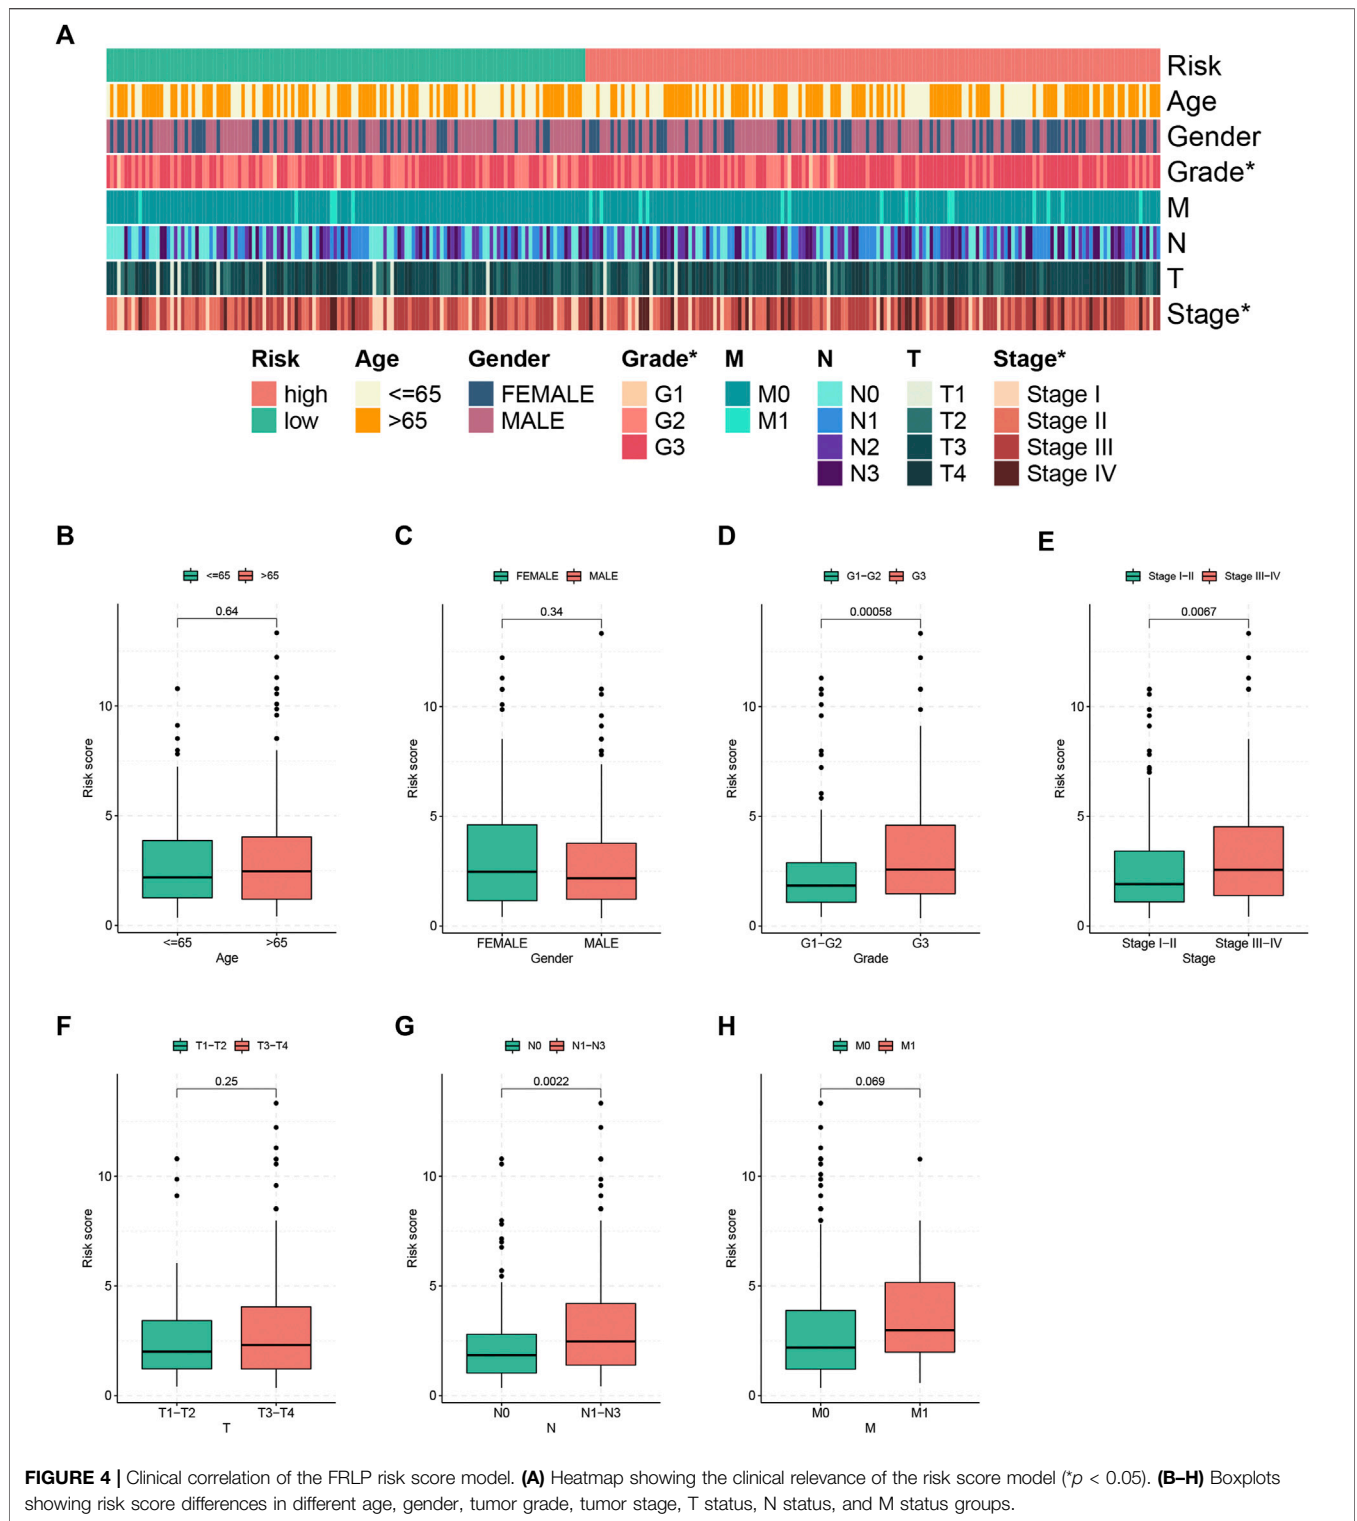 A
Risk
Age
Gender
Grade*
M
N
T
Stage*
Risk
high
low
Age
<=65
>65
Gender
FEMALE
MALE
Grade*
G1
G2
G3
M
M0
M1
N
N0
N1
N2
N3
T
T1
T2
T3
T4
Stage*
Stage I
Stage II
Stage III
Stage IV
B
<=65 >65
0.64
Risk score
10
5
0
<=65 >65
Age
C
FEMALE MALE
0.34
Risk score
10
5
0
FEMALE MALE
Gender
D
G1−G2 G3
0.00058
Risk score
10
5
0
G1−G2 G3
Grade
E
Stage I−II Stage III−IV
0.0067
Risk score
10
5
0
Stage I−II Stage III−IV
Stage
F
T1−T2 T3−T4
0.25
Risk score
10
5
0
T1−T2 T3−T4
T
G
N0 N1−N3
0.0022
Risk score
10
5
0
N0 N1−N3
N
H
M0 M1
0.069
Risk score
10
5
0
M0 M1
M
FIGURE 4 | Clinical correlation of the FRLP risk score model. (A) Heatmap showing the clinical relevance of the risk score model (*p < 0.05). (B–H) Boxplots
showing risk score differences in different age, gender, tumor grade, tumor stage, T status, N status, and M status groups.